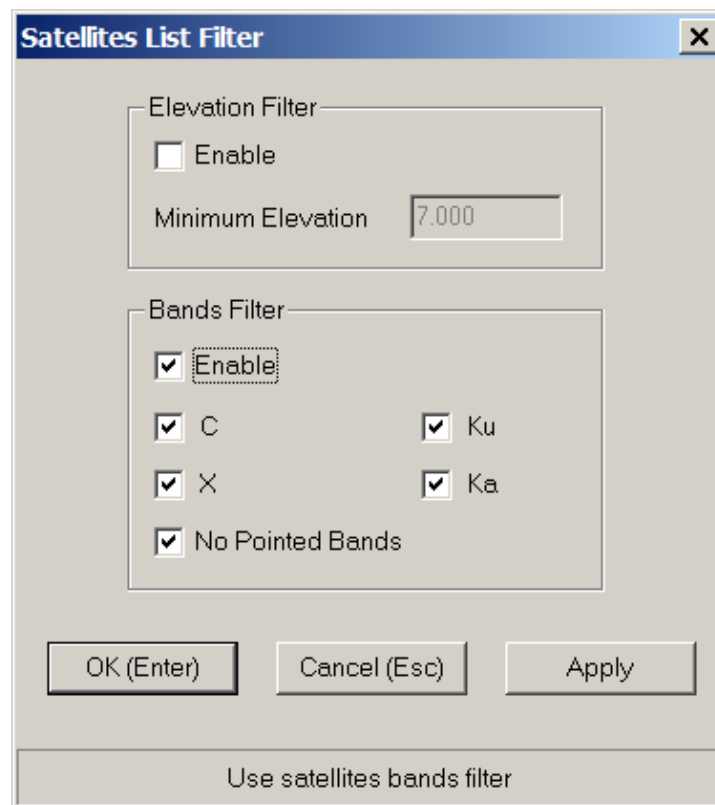 Satellites List Filter
Elevation Filter
Enable
Minimum Elevation 7.000
Bands Filter
Enable
C Ku
X Ka
No Pointed Bands
OK (Enter) Cancel (Esc) Apply
Use satellites bands filter